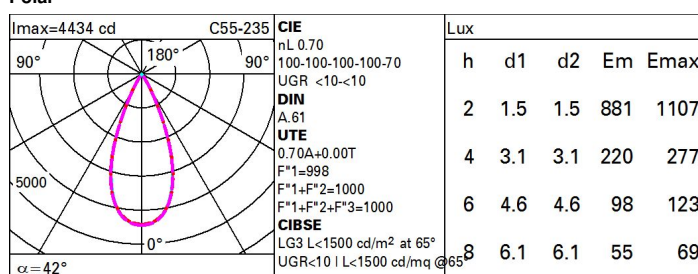 Polar
Imax=4434 cd C55-235
90° 180° 90°
5000
0°
α=42°
CIE
nL 0.70
100-100-100-100-70
UGR <10-<10
DIN
A.61
UTE
0.70A+0.00T
F"1=998
F"1+F"2=1000
F"1+F"2+F"3=1000
CIBSE
LG3 L<1500 cd/m² at 65°
UGR<10 | L<1500 cd/mq @65°
Lux
h d1 d2 Em Emax
2 1.5 1.5 881 1107
4 3.1 3.1 220 277
6 4.6 4.6 98 123
8 6.1 6.1 55 69